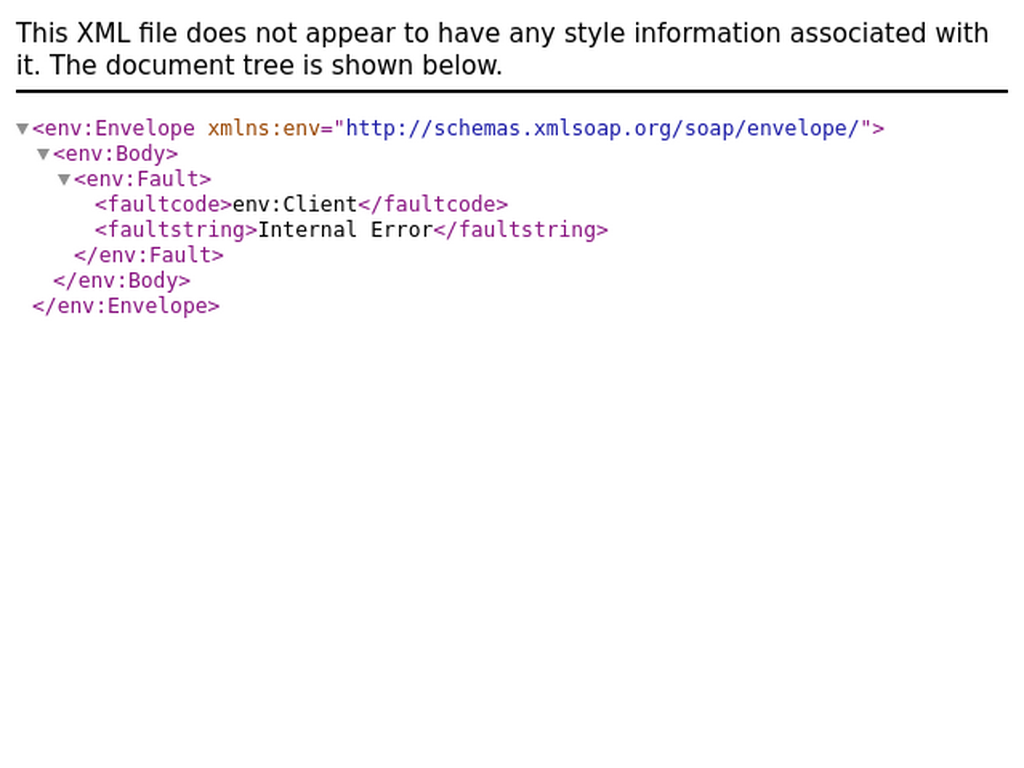 This XML file does not appear to have any style information associated with
it. The document tree is shown below.
▼<env:Envelope xmlns:env="http://schemas.xmlsoap.org/soap/envelope/">
▼<env:Body>
▼<env:Fault>
<faultcode>env:Client</faultcode>
<faultstring>Internal Error</faultstring>
</env:Fault>
</env:Body>
</env:Envelope>